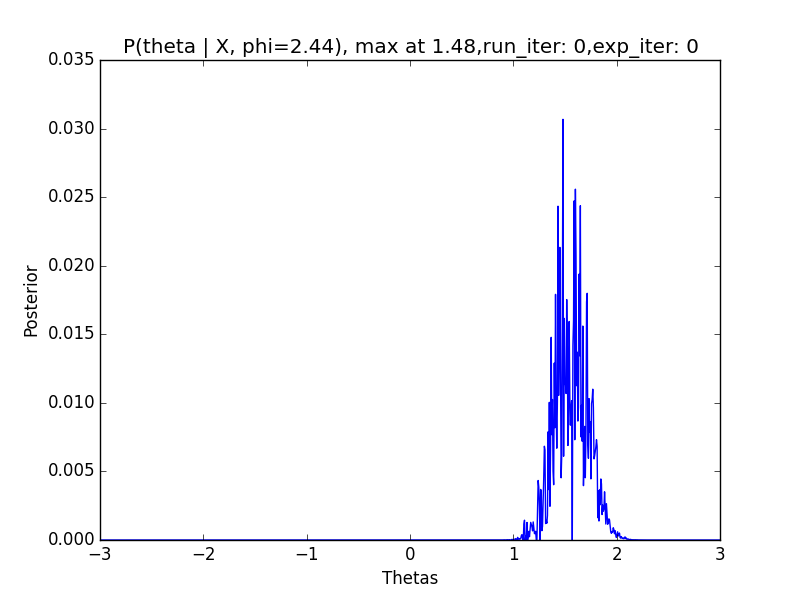 P(theta | X, phi=2.44), max at 1.48,run_iter: 0,exp_iter: 0
0.035
0.030
0.025
0.020
0.015
0.010
0.005
0.000
Posterior
−3 −2 −1 0 1 2 3
Thetas